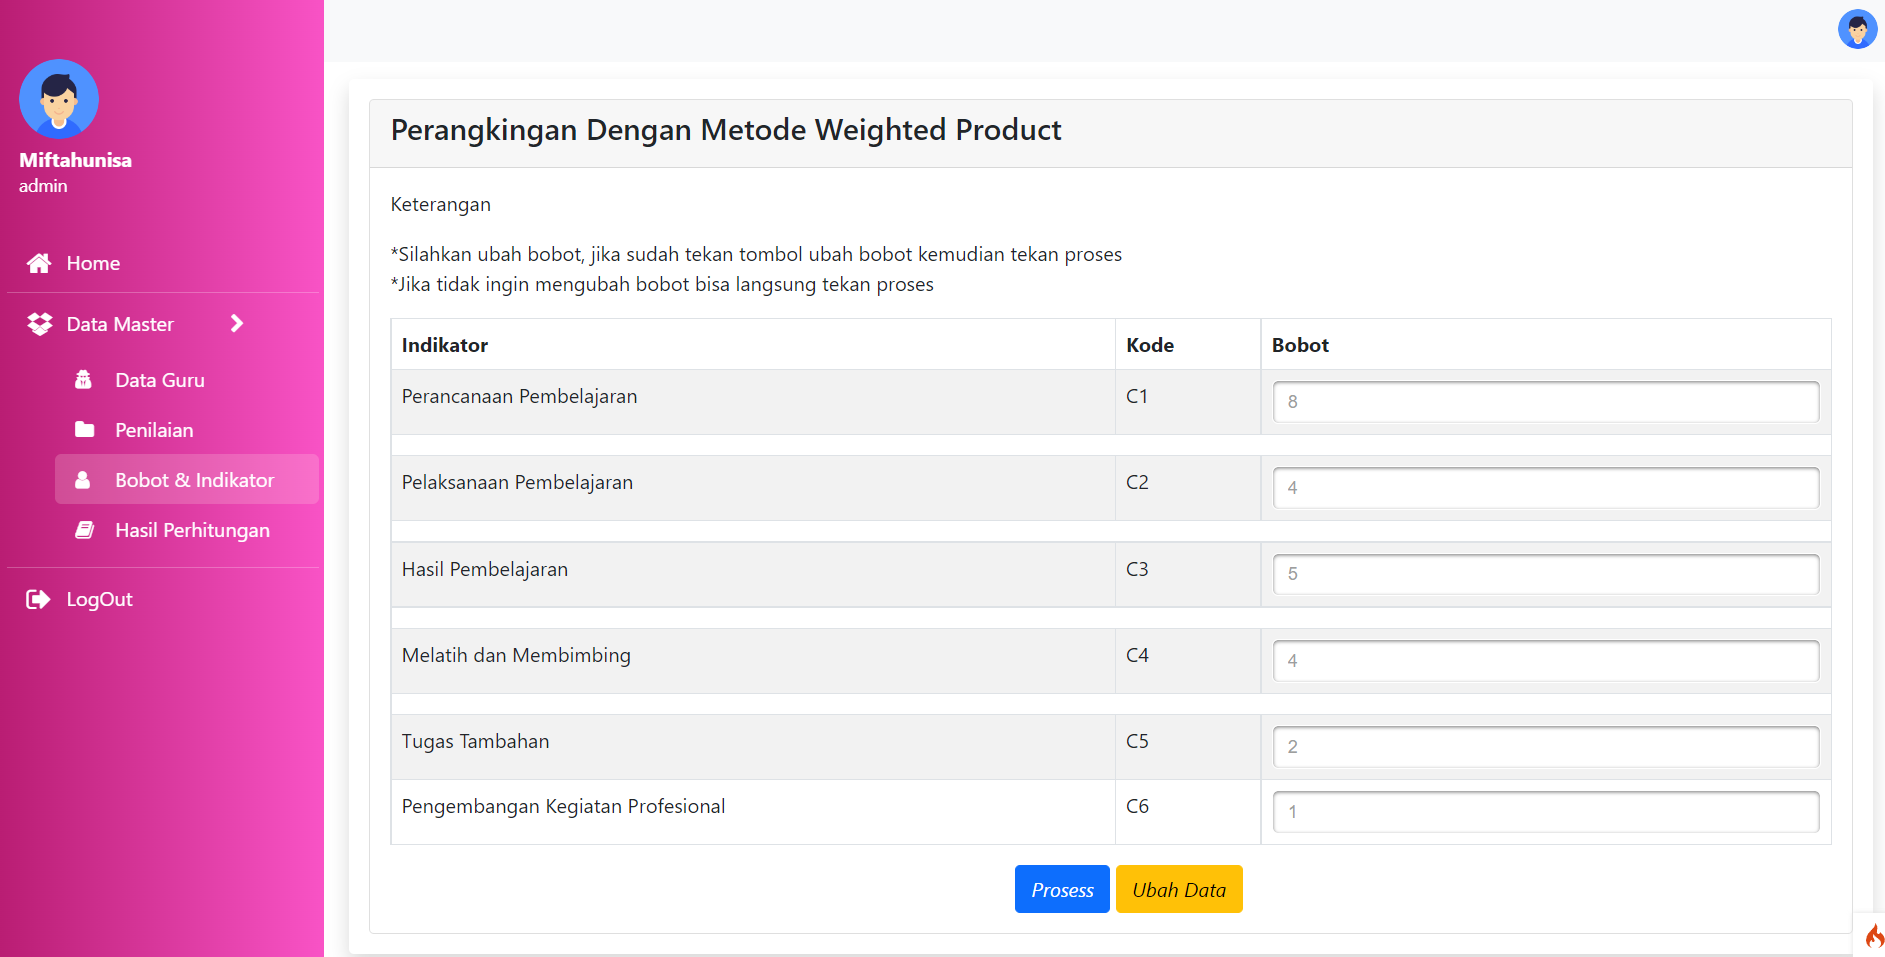 Miftahunisa
admin
Home
Data Master
Data Guru
Penilaian
Bobot & Indikator
Hasil Perhitungan
LogOut
Perangkingan Dengan Metode Weighted Product
Keterangan
*Silahkan ubah bobot, jika sudah tekan tombol ubah bobot kemudian tekan proses
*Jika tidak ingin mengubah bobot bisa langsung tekan proses
Indikator Kode Bobot
Perancanaan Pembelajaran C1 8
Pelaksanaan Pembelajaran C2 4
Hasil Pembelajaran C3 5
Melatih dan Membimbing C4 4
Tugas Tambahan C5 2
Pengembangan Kegiatan Profesional C6 1
Prosess Ubah Data